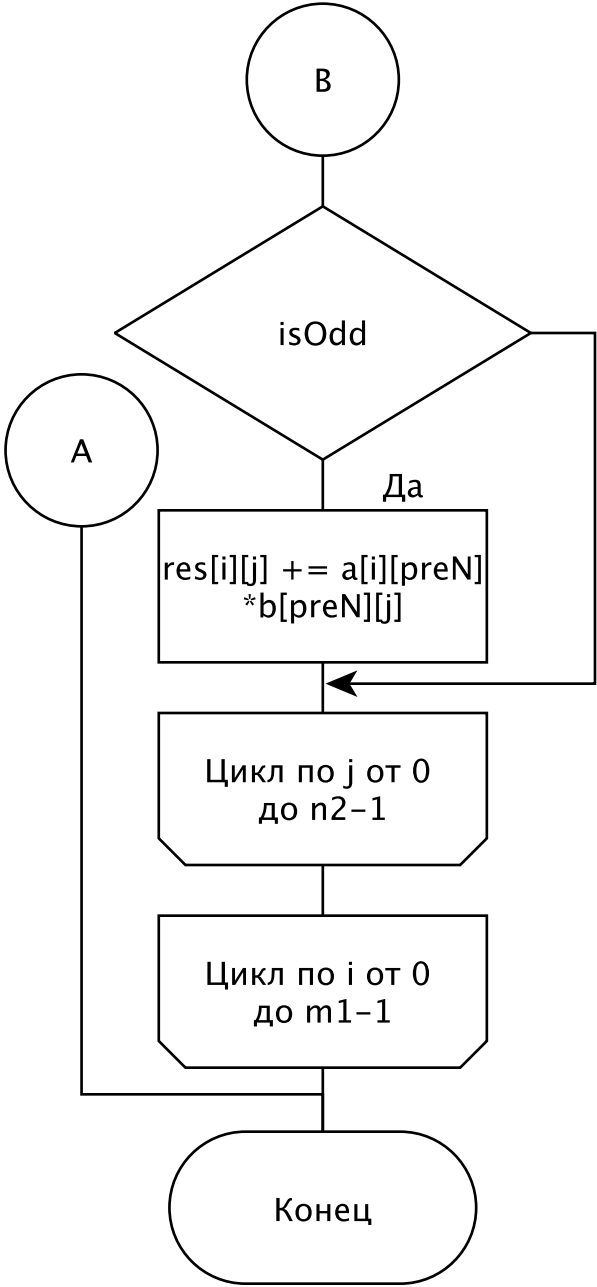 B
isOdd
A
Да
res[i][j] += a[i][preN]
*b[preN][j]
Цикл по j от 0
до n2-1
Цикл по i от 0
до m1-1
Конец